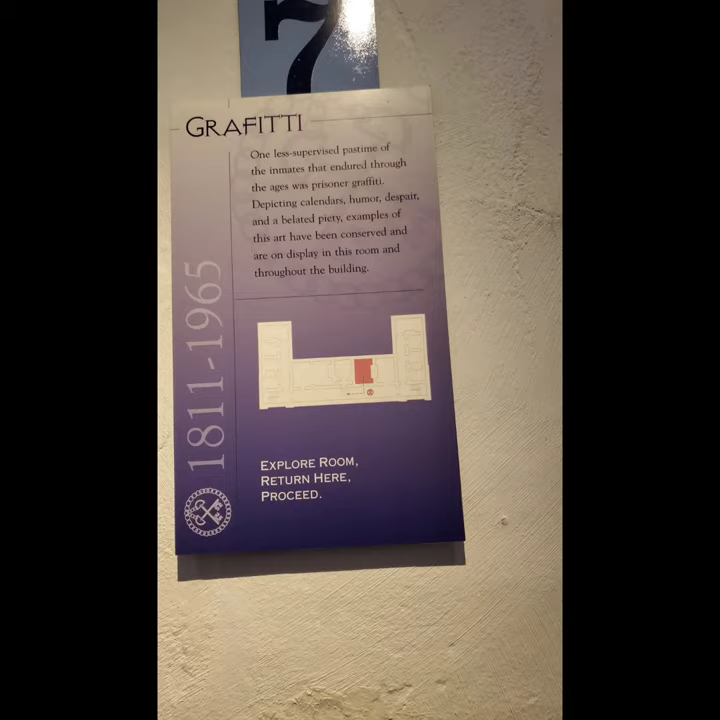 7
GRAFITTI
One less-supervised pastime of
the inmates that endured through
the ages was prisoner graffiti.
Depicting calendars, humor, despair,
and a belated piety, examples of
this art have been conserved and
are on display in this room and
throughout the building.
1811-1965
EXPLORE ROOM,
RETURN HERE,
PROCEED.